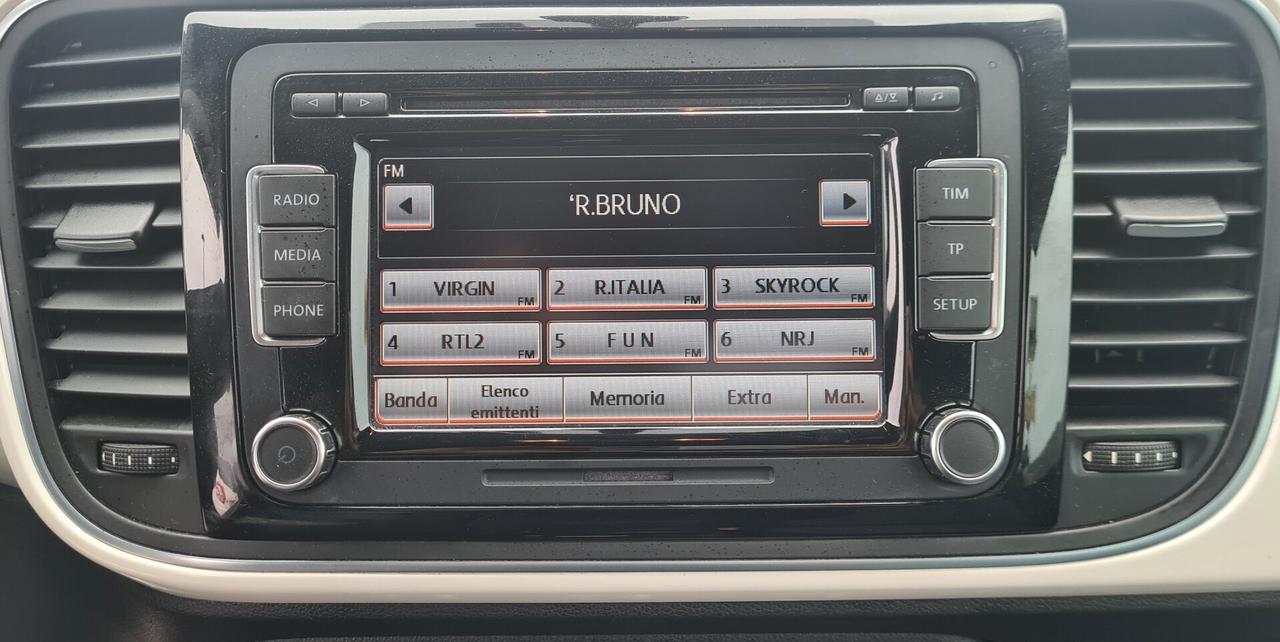 FM
RADIO
'R.BRUNO
TIM
MEDIA
TP
PHONE
SETUP
1 VIRGIN FM
2 R.ITALIA FM
3 SKYROCK FM
4 RTL2 FM
5 F U N FM
6 NRJ FM
Banda
Elenco
emittenti
Memoria
Extra
Man.